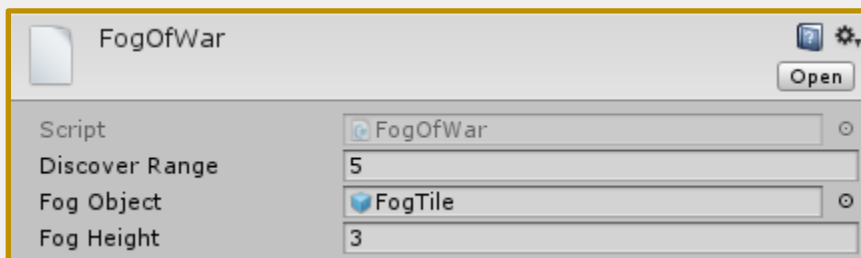 FogOfWar
Open
Script FogOfWar
Discover Range 5
Fog Object FogTile
Fog Height 3